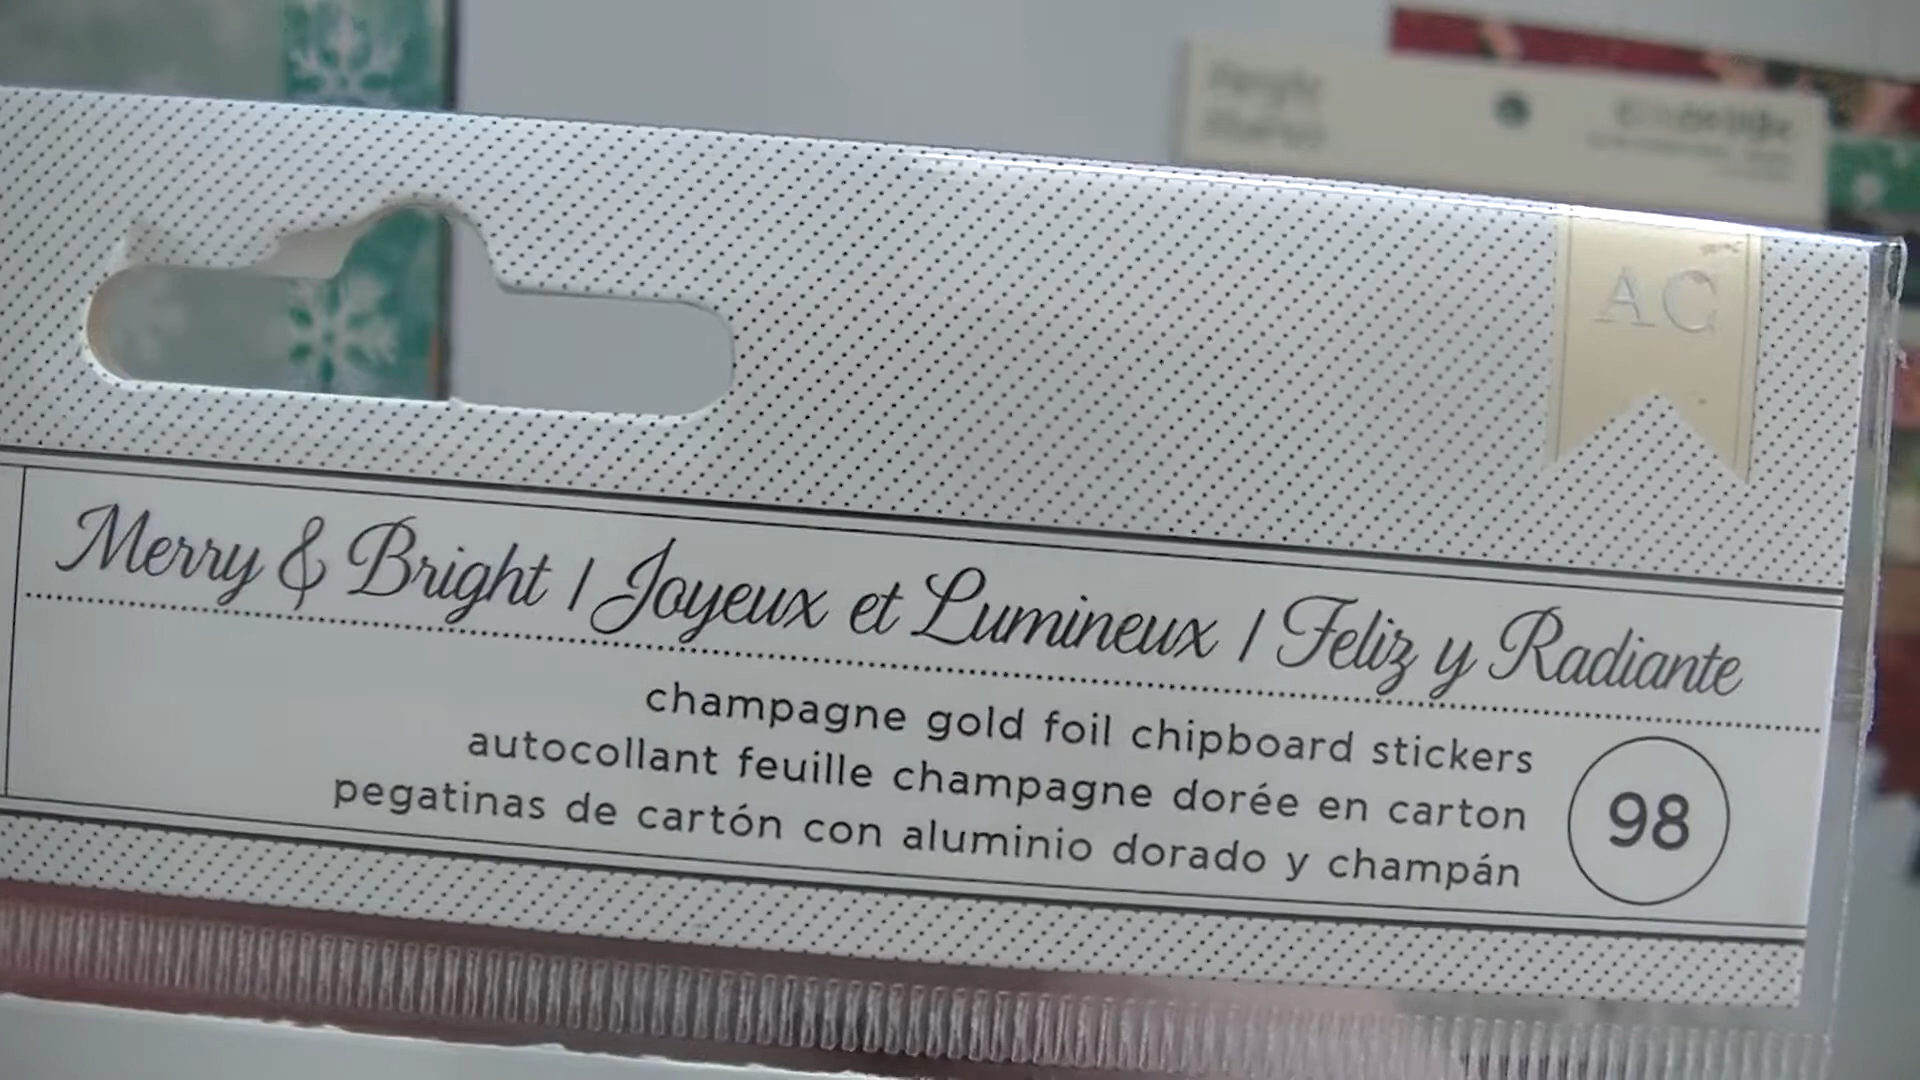 AC
Merry & Bright / Joyeux et Lumineux / Feliz y Radiante
champagne gold foil chipboard stickers
autocollant feuille champagne dorée en carton
pegatinas de cartón con aluminio dorado y champán
98